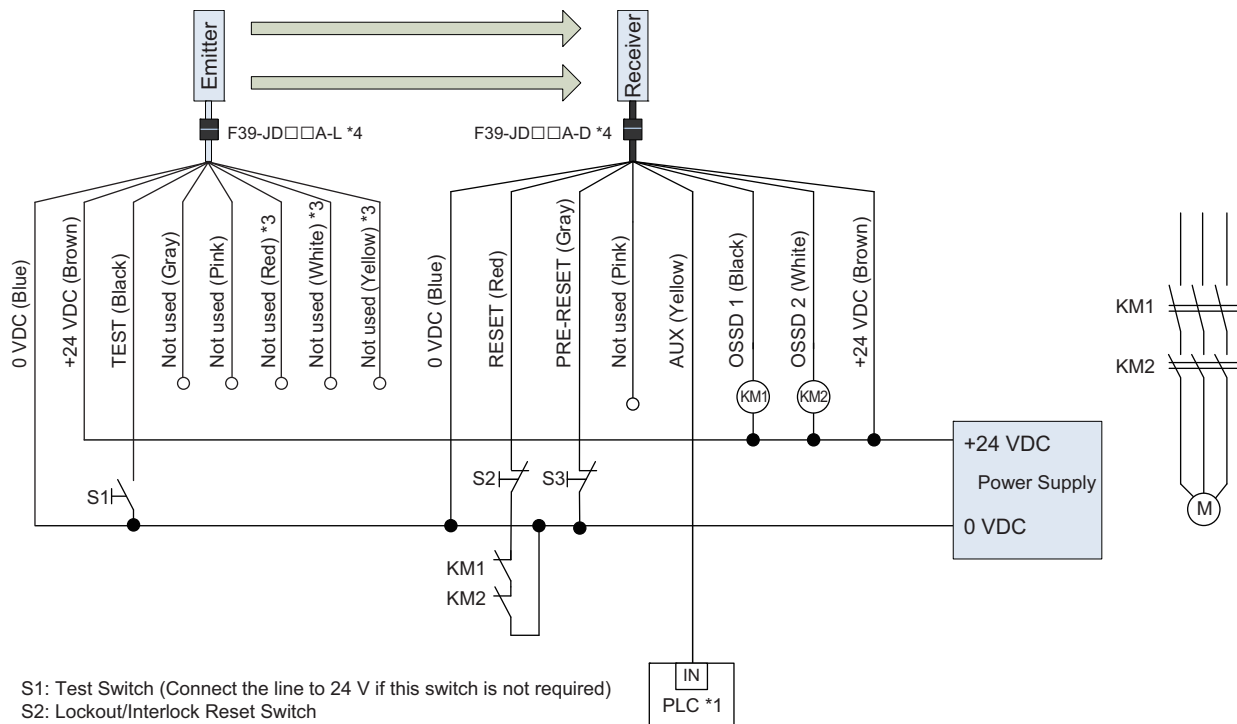 Emitter
Receiver
F39-JD□□A-L *4
F39-JD□□A-D *4
0 VDC (Blue)
+24 VDC (Brown)
TEST (Black)
Not used (Gray)
Not used (Pink)
Not used (Red) *3
Not used (White) *3
Not used (Yellow) *3
0 VDC (Blue)
RESET (Red)
PRE-RESET (Gray)
Not used (Pink)
AUX (Yellow)
OSSD 1 (Black)
OSSD 2 (White)
+24 VDC (Brown)
KM1
KM2
KM1
KM2
+24 VDC
Power Supply
0 VDC
M
S1
S2
S3
KM1
KM2
IN
PLC *1
S1: Test Switch (Connect the line to 24 V if this switch is not required)
S2: Lockout/Interlock Reset Switch